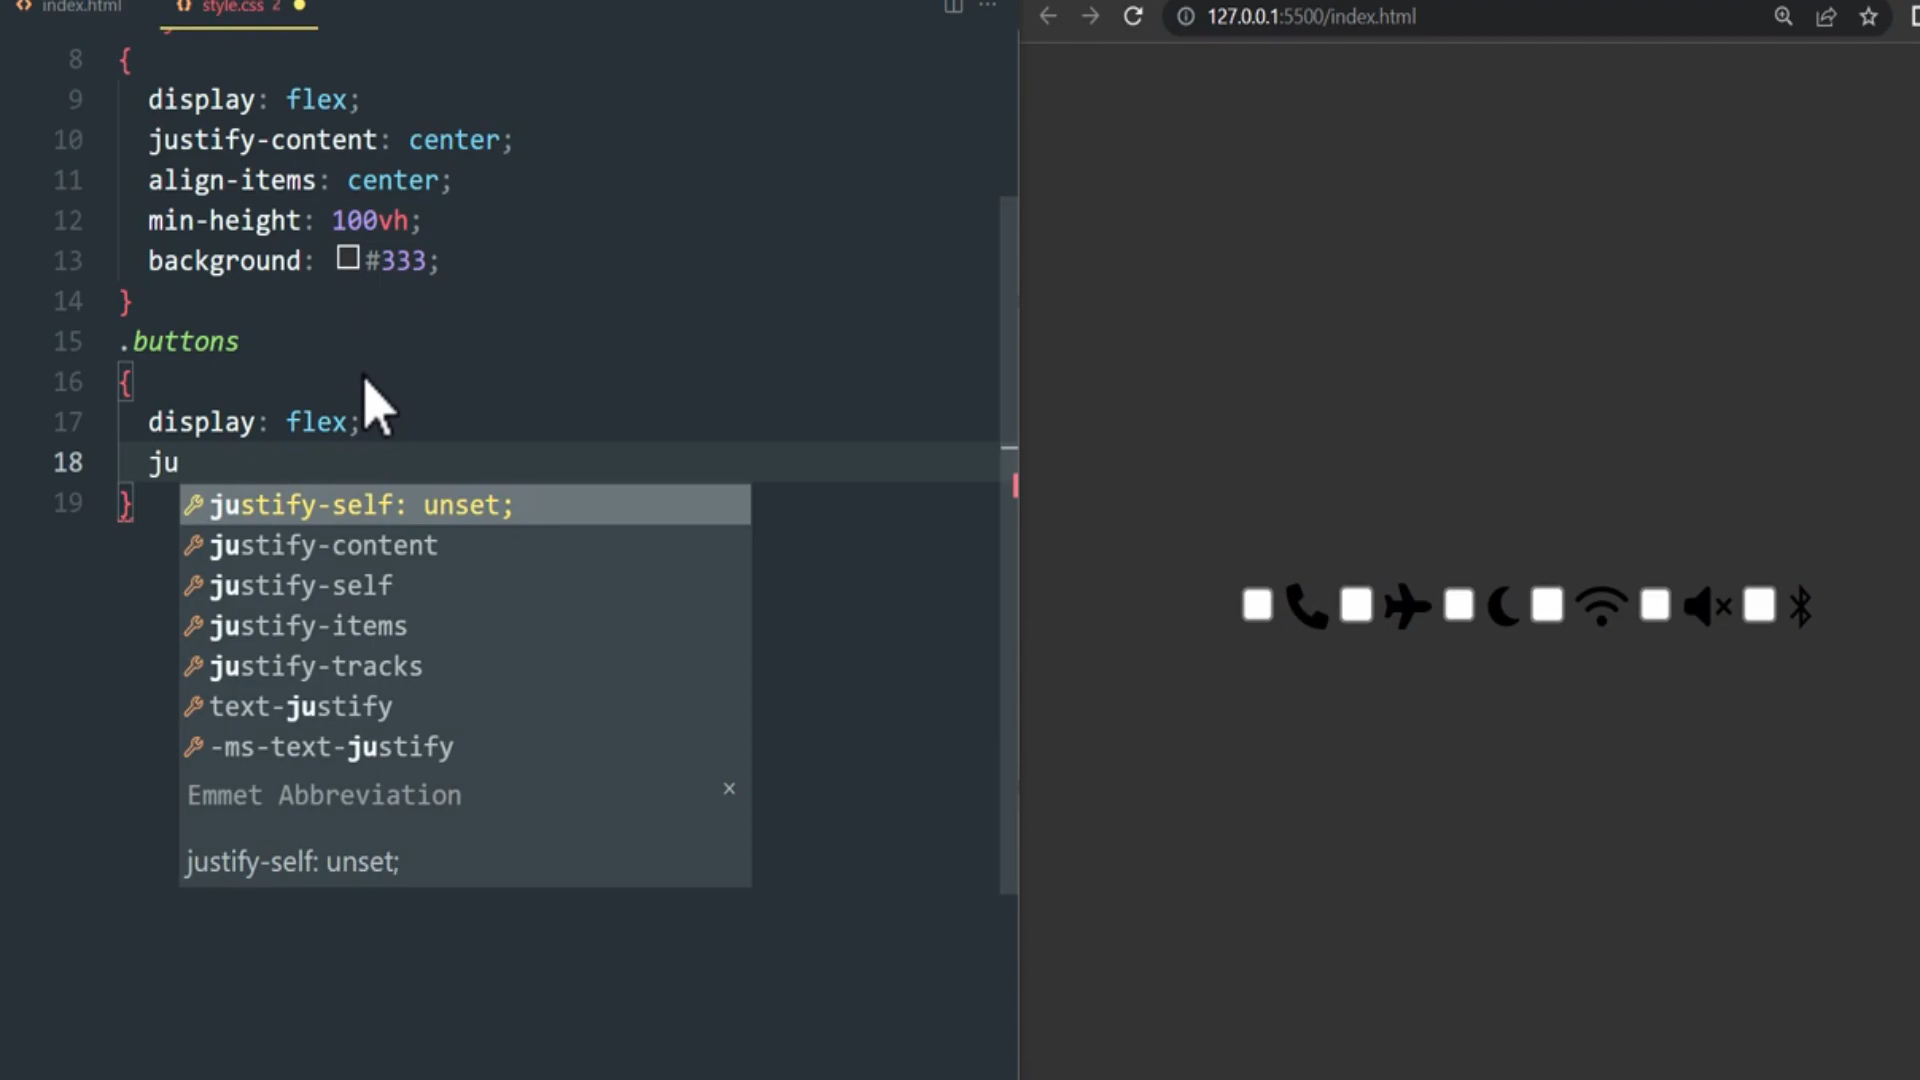 index.html
style.css 2
127.0.0.1:5500/index.html
8 {
9 display: flex;
10 justify-content: center;
11 align-items: center;
12 min-height: 100vh;
13 background: #333;
14 }
15 .buttons
16 {
17 display: flex;
18 ju
19 }
justify-self: unset;
justify-content
justify-self
justify-items
justify-tracks
text-justify
-ms-text-justify
Emmet Abbreviation
justify-self: unset;